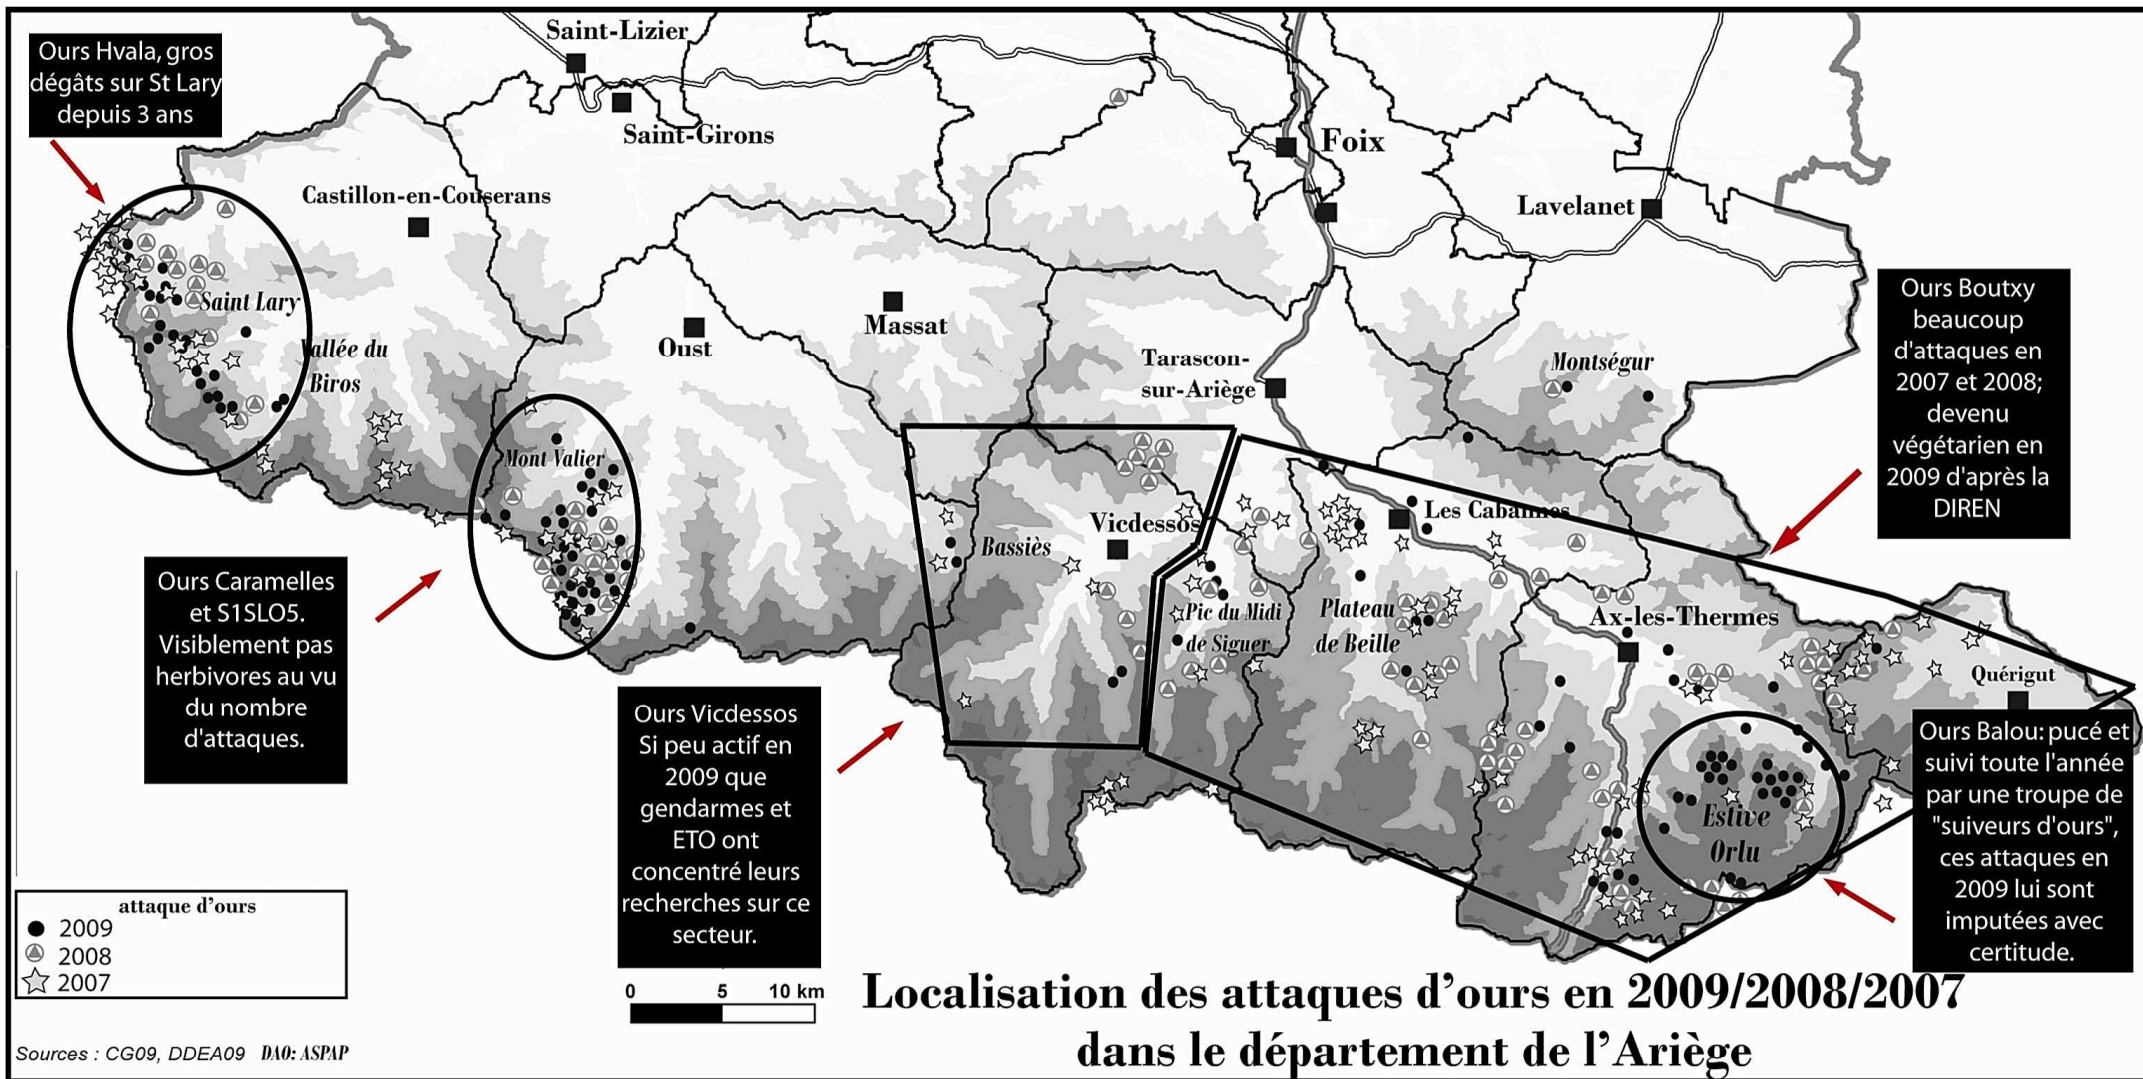 Ours Hvala, gros
dégâts sur St Lary
depuis 3 ans
Saint-Lizier
Saint-Girons
Foix
Castillon-en-Couserans
Lavelanet
Saint Lary
Vallée du
Biros
Oust
Massat
Tarascon-
sur-Ariège
Montségur
Ours Boutxy
beaucoup
d'attaques en
2007 et 2008;
devenu
végétarien en
2009 d'après la
DIREN
Mont Valier
Vicdessos
Bassiès
Les Cabannes
Pic du Midi
de Siguer
Plateau
de Beille
Ax-les-Thermes
Quérigut
Ours Caramelles
et S1SLO5.
Visiblement pas
herbivores au vu
du nombre
d'attaques.
Ours Vicdessos
Si peu actif en
2009 que
gendarmes et
ETO ont
concentré leurs
recherches sur ce
secteur.
Estive
Orlu
Ours Balou: pucé et
suivi toute l'année
par une troupe de
"suiveurs d'ours",
ces attaques en
2009 lui sont
imputées avec
certitude.
attaque d'ours
2009
2008
2007
0 5 10 km
Localisation des attaques d'ours en 2009/2008/2007
dans le département de l'Ariège
Sources : CG09, DDEA09 DAO: ASPAP